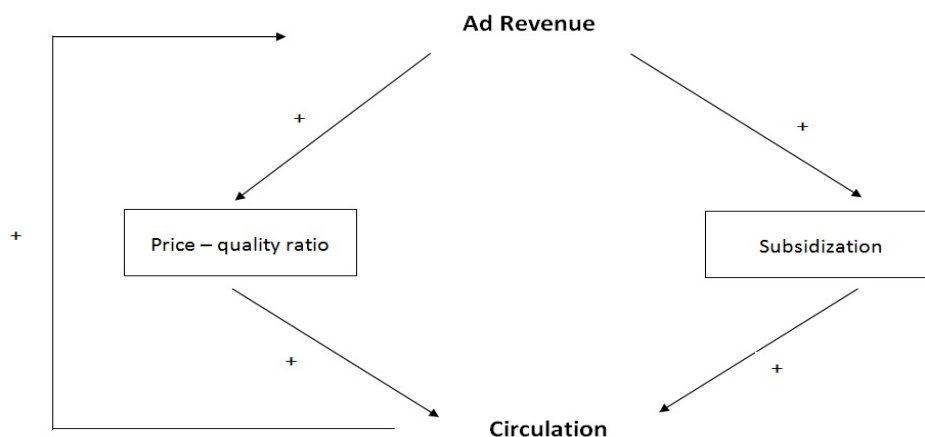 Ad Revenue
+
+
Price – quality ratio
+
Subsidization
+
+
Circulation